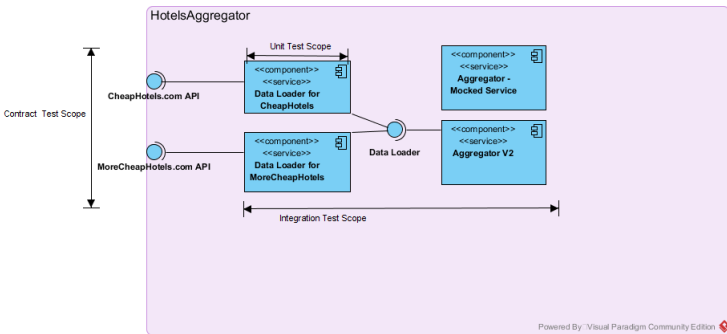 HotelsAggregator
Unit Test Scope
<<component>>
<<service>>
Data Loader for
CheapHotels
<<component>>
<<service>>
Aggregator -
Mocked Service
CheapHotels.com API
Contract  Test Scope
<<component>>
<<service>>
Data Loader for
MoreCheapHotels
Data Loader
<<component>>
<<service>>
Aggregator V2
MoreCheapHotels.com API
Integration Test Scope
Powered By Visual Paradigm Community Edition